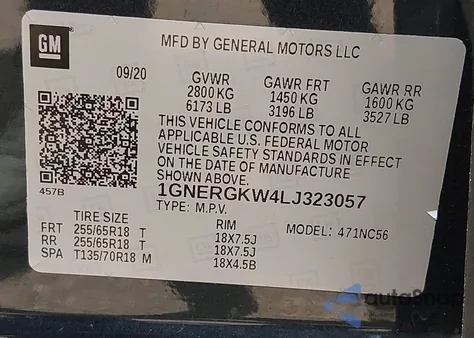 GM
MFD BY GENERAL MOTORS LLC
09/20 GVWR GAWR FRT GAWR RR
2800 KG 1450 KG 1600 KG
6173 LB 3196 LB 3527 LB
THIS VEHICLE CONFORMS TO ALL
APPLICABLE U.S. FEDERAL MOTOR
VEHICLE SAFETY STANDARDS IN EFFECT
ON THE DATE OF MANUFACTURE
SHOWN ABOVE.
457B
1GNERGKW4LJ323057
TYPE: M.P.V.
TIRE SIZE RIM MODEL: 471NC56
FRT 255/65R18 T 18X7.5J
RR 255/65R18 T 18X7.5J
SPA T135/70R18 M 18X4.5B
autoSnap